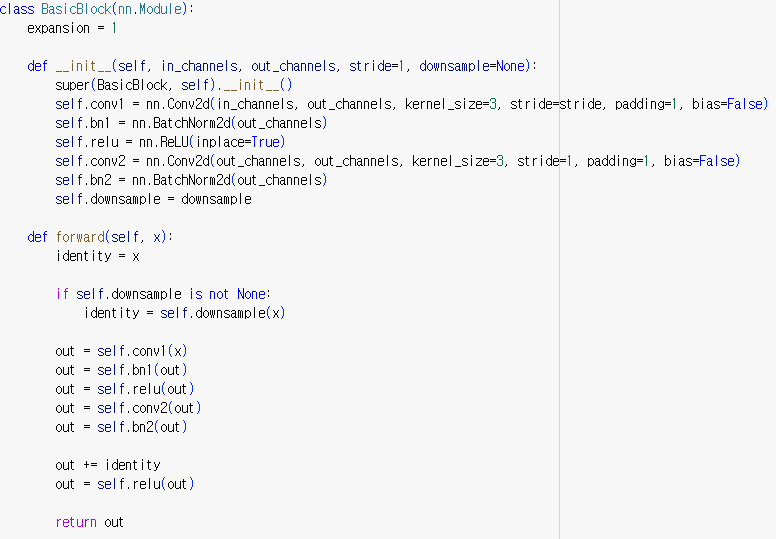 class BasicBlock(nn.Module):
    expansion = 1

    def __init__(self, in_channels, out_channels, stride=1, downsample=None):
        super(BasicBlock, self).__init__()
        self.conv1 = nn.Conv2d(in_channels, out_channels, kernel_size=3, stride=stride, padding=1, bias=False)
        self.bn1 = nn.BatchNorm2d(out_channels)
        self.relu = nn.ReLU(inplace=True)
        self.conv2 = nn.Conv2d(out_channels, out_channels, kernel_size=3, stride=1, padding=1, bias=False)
        self.bn2 = nn.BatchNorm2d(out_channels)
        self.downsample = downsample

    def forward(self, x):
        identity = x

        if self.downsample is not None:
            identity = self.downsample(x)

        out = self.conv1(x)
        out = self.bn1(out)
        out = self.relu(out)
        out = self.conv2(out)
        out = self.bn2(out)

        out += identity
        out = self.relu(out)

        return out